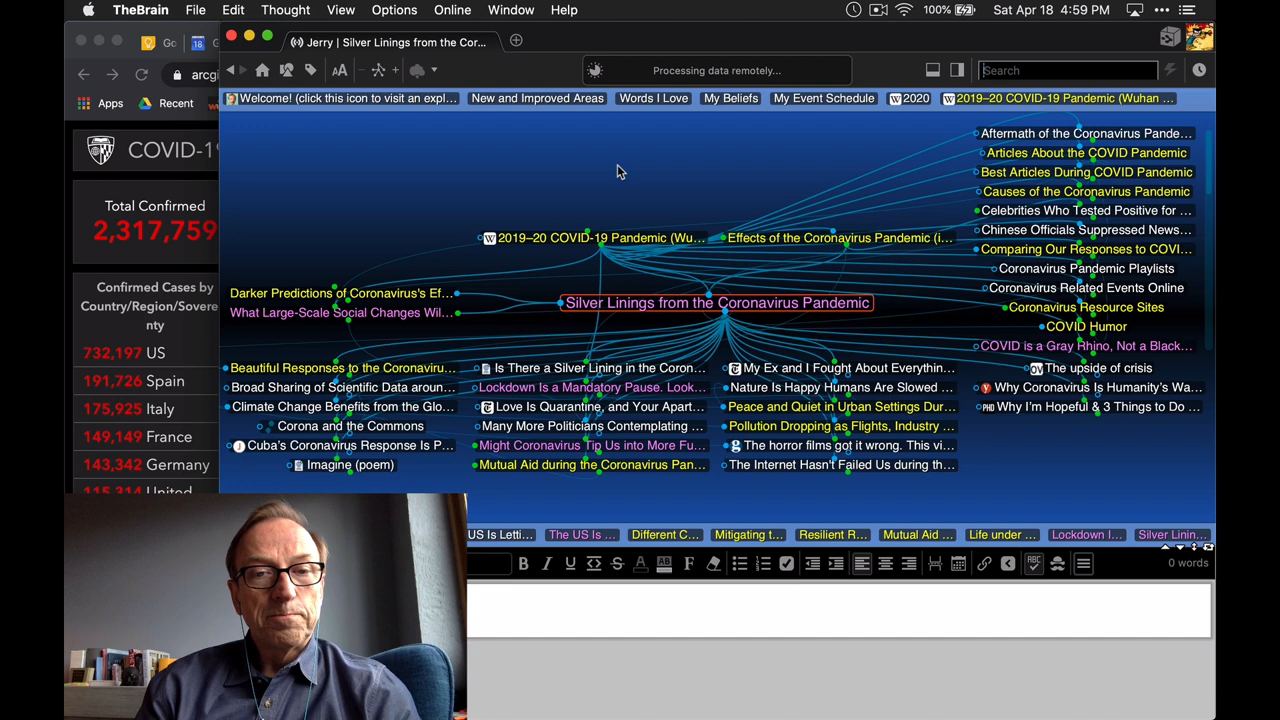 TheBrain File Edit Thought View Options Online Window Help 100% Sat Apr 18 4:59 PM
Go 18 G
Jerry | Silver Linings from the Cor...
arcgi
Processing data remotely...
Search
Apps Recent
Welcome! (click this icon to visit an expl... New and Improved Areas Words I Love My Beliefs My Event Schedule 2020 2019–20 COVID-19 Pandemic (Wuhan ...
COVID-19
Total Confirmed
2,317,759
Confirmed Cases by
Country/Region/Sovere
nty
732,197 US
191,726 Spain
175,925 Italy
149,149 France
143,342 Germany
115,314 United
2019–20 COVID-19 Pandemic (Wu...
Effects of the Coronavirus Pandemic (i...
Darker Predictions of Coronavirus's Ef...
What Large-Scale Social Changes Wil...
Silver Linings from the Coronavirus Pandemic
Aftermath of the Coronavirus Pande...
Articles About the COVID Pandemic
Best Articles During COVID Pandemic
Causes of the Coronavirus Pandemic
Celebrities Who Tested Positive for ...
Chinese Officials Suppressed News...
Comparing Our Responses to COVI...
Coronavirus Pandemic Playlists
Coronavirus Related Events Online
Coronavirus Resource Sites
COVID Humor
COVID is a Gray Rhino, Not a Black...
Beautiful Responses to the Coronaviru...
Broad Sharing of Scientific Data aroun...
Climate Change Benefits from the Glo...
Corona and the Commons
Cuba's Coronavirus Response Is P...
Imagine (poem)
Is There a Silver Lining in the Coron...
Lockdown Is a Mandatory Pause. Look...
Love Is Quarantine, and Your Apart...
Many More Politicians Contemplating ...
Might Coronavirus Tip Us into More Fu...
Mutual Aid during the Coronavirus Pan...
My Ex and I Fought About Everythin...
Nature Is Happy Humans Are Slowed ...
Peace and Quiet in Urban Settings Dur...
Pollution Dropping as Flights, Industry ...
The horror films got it wrong. This vi...
The Internet Hasn't Failed Us during th...
The upside of crisis
Why Coronavirus Is Humanity's Wa...
Why I'm Hopeful & 3 Things to Do ...
US Is Letti... The US Is ... Different C... Mitigating t... Resilient R... Mutual Aid ... Life under ... Lockdown I... Silver Linin...
0 words